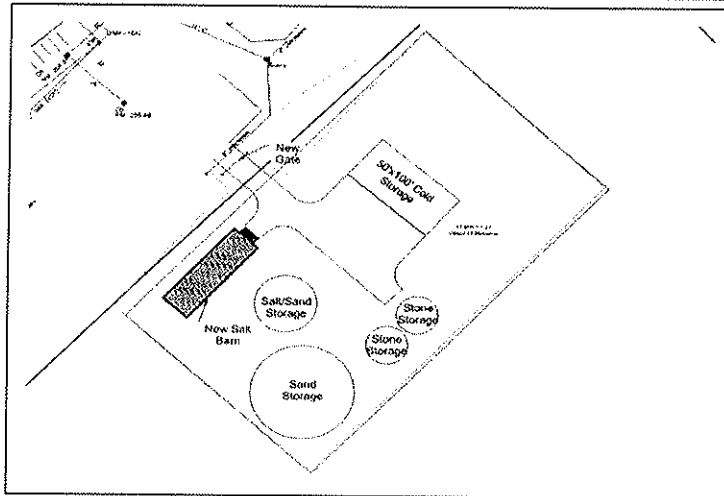 New
Gate
50'x100' Cold
Storage
Salt/Sand
Storage
Stone
Storage
Stone
Storage
New Salt
Barn
Sand
Storage